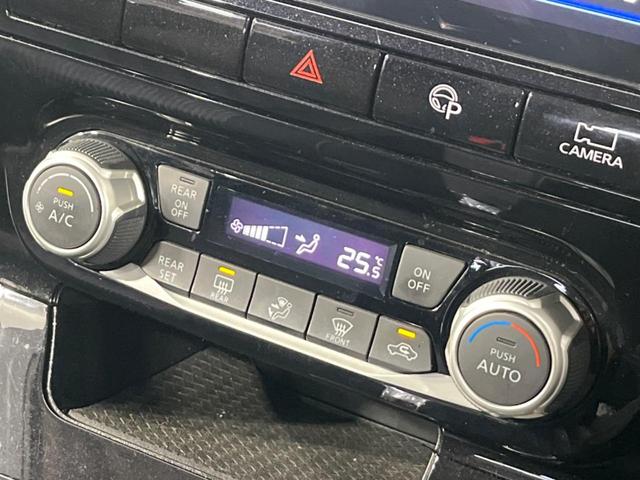 P
CAMERA
PUSH
A/C
REAR
ON
OFF
25.5
°C
ON
OFF
REAR
SET
REAR
FRONT
PUSH
AUTO